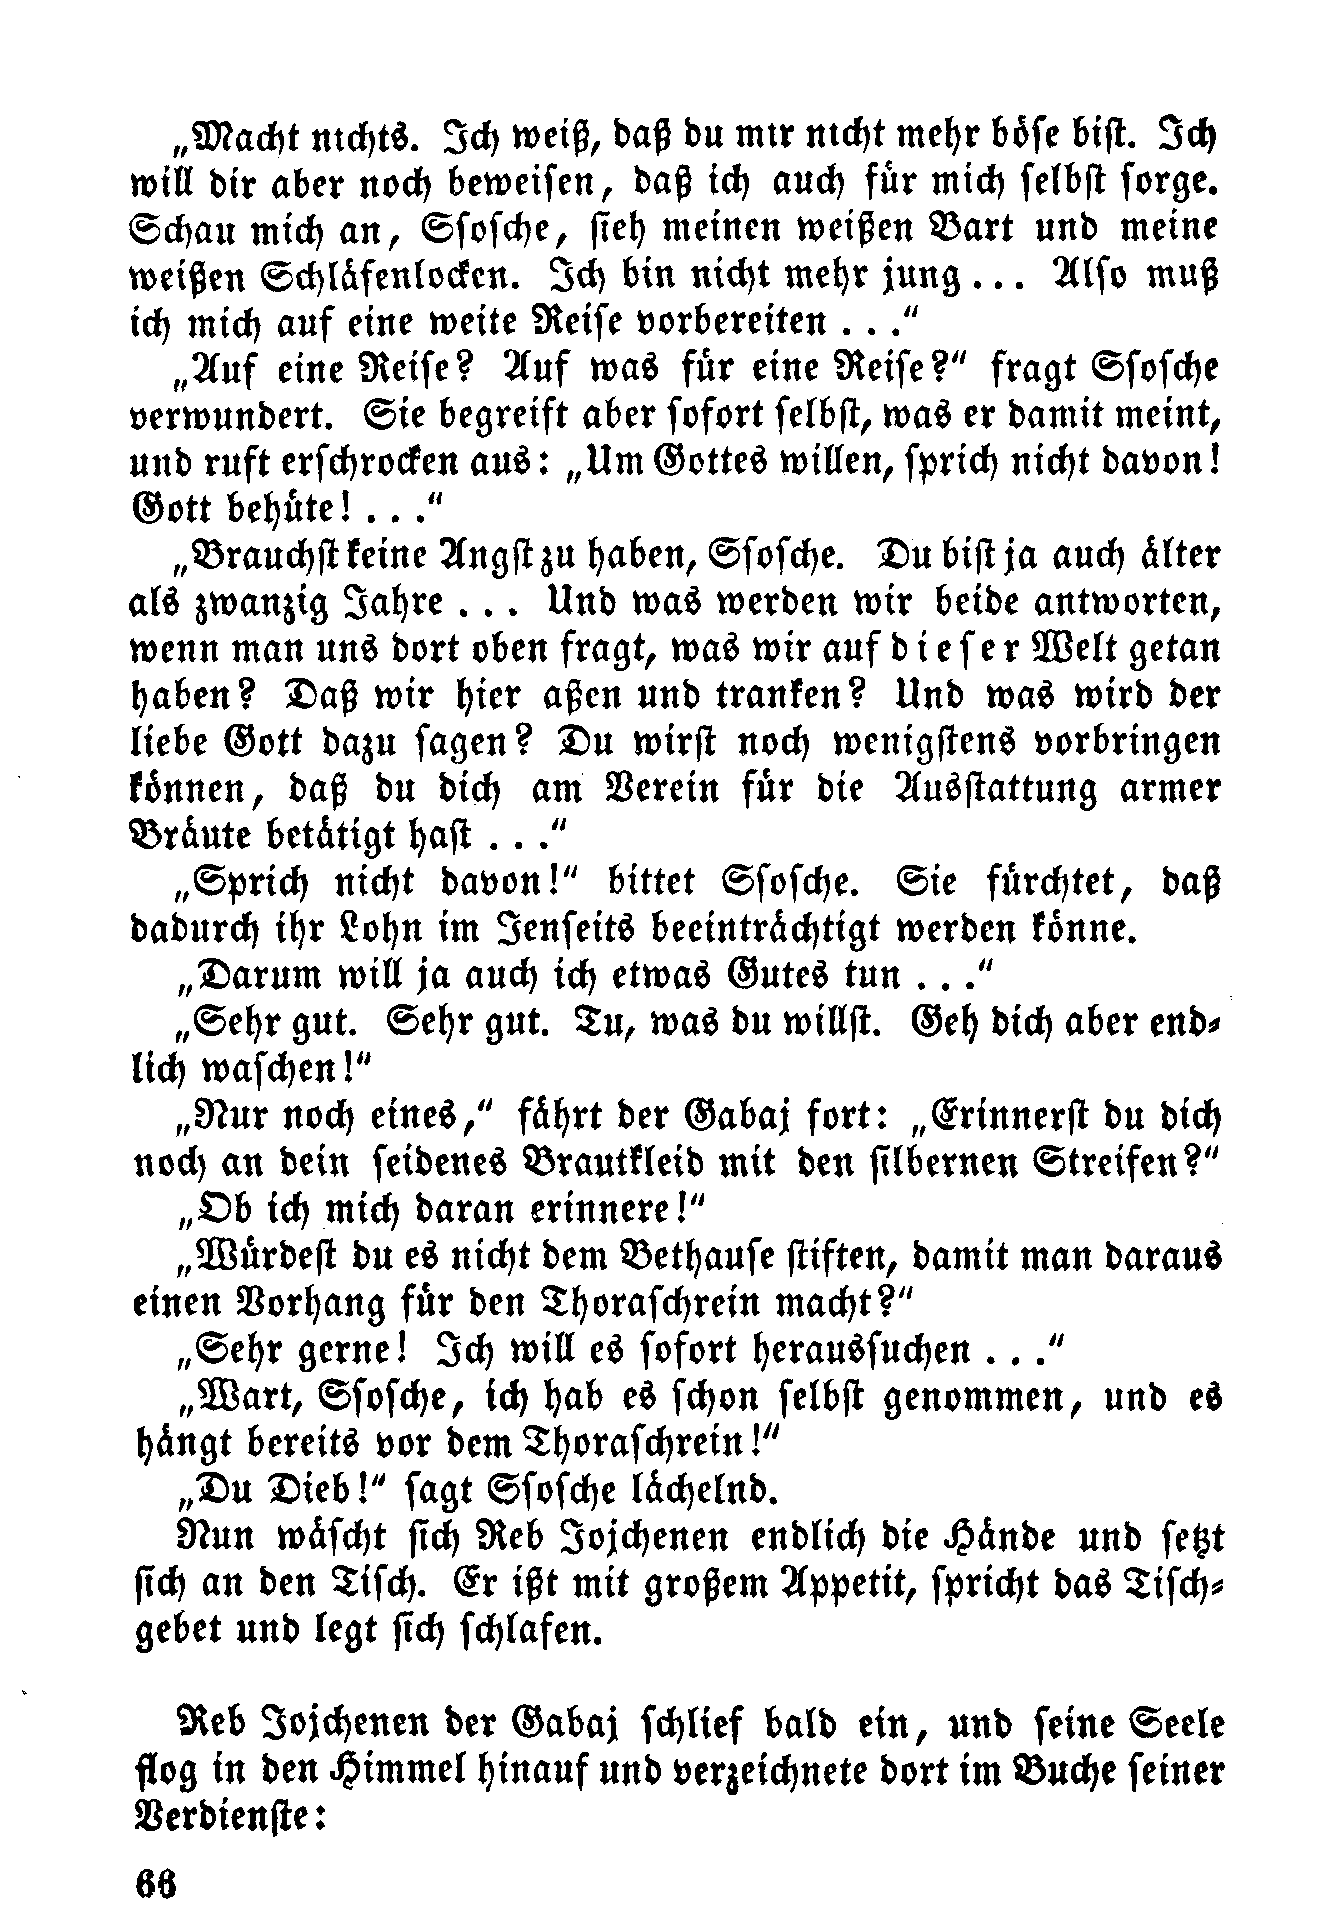 „Macht nichts. Ich weiß, daß du mir nicht mehr böse bist. Ich
will dir aber noch beweisen, daß ich auch für mich selbst sorge.
Schau mich an, Ssosche, sieh meinen weißen Bart und meine
weißen Schläfenlocken. Ich bin nicht mehr jung... Also muß
ich mich auf eine weite Reise vorbereiten ...“
„Auf eine Reise? Auf was für eine Reise?“ fragt Ssosche
verwundert. Sie begreift aber sofort selbst, was er damit meint,
und ruft erschrocken aus: „Um Gottes willen, sprich nicht davon!
Gott behüte! ...“
„Brauchst keine Angst zu haben, Ssosche. Du bist ja auch älter
als zwanzig Jahre ... Und was werden wir beide antworten,
wenn man uns dort oben fragt, was wir auf dieser Welt getan
haben? Daß wir hier aßen und tranken? Und was wird der
liebe Gott dazu sagen? Du wirst noch wenigstens vorbringen
können, daß du dich am Verein für die Ausstattung armer
Bräute betätigt hast ...“
„Sprich nicht davon!“ bittet Ssosche. Sie fürchtet, daß
dadurch ihr Lohn im Jenseits beeinträchtigt werden könne.
„Darum will ja auch ich etwas Gutes tun ...“
„Sehr gut. Sehr gut. Tu, was du willst. Geh dich aber end-
lich waschen!“
„Nur noch eines,“ fährt der Gabaj fort: „Erinnerst du dich
noch an dein seidenes Brautkleid mit den silbernen Streifen?“
„Ob ich mich daran erinnere!“
„Würdest du es nicht dem Bethause stiften, damit man daraus
einen Vorhang für den Thoraschrein macht?“
„Sehr gerne! Ich will es sofort heraussuchen ...“
„Wart, Ssosche, ich hab es schon selbst genommen, und es
hängt bereits vor dem Thoraschrein!“
„Du Dieb!“ sagt Ssosche lächelnd.
Nun wäscht sich Reb Jojchenen endlich die Hände und setzt
sich an den Tisch. Er ißt mit großem Appetit, spricht das Tisch-
gebet und legt sich schlafen.
Reb Jojchenen der Gabaj schlief bald ein, und seine Seele
flog in den Himmel hinauf und verzeichnete dort im Buche seiner
Verdienste:
66